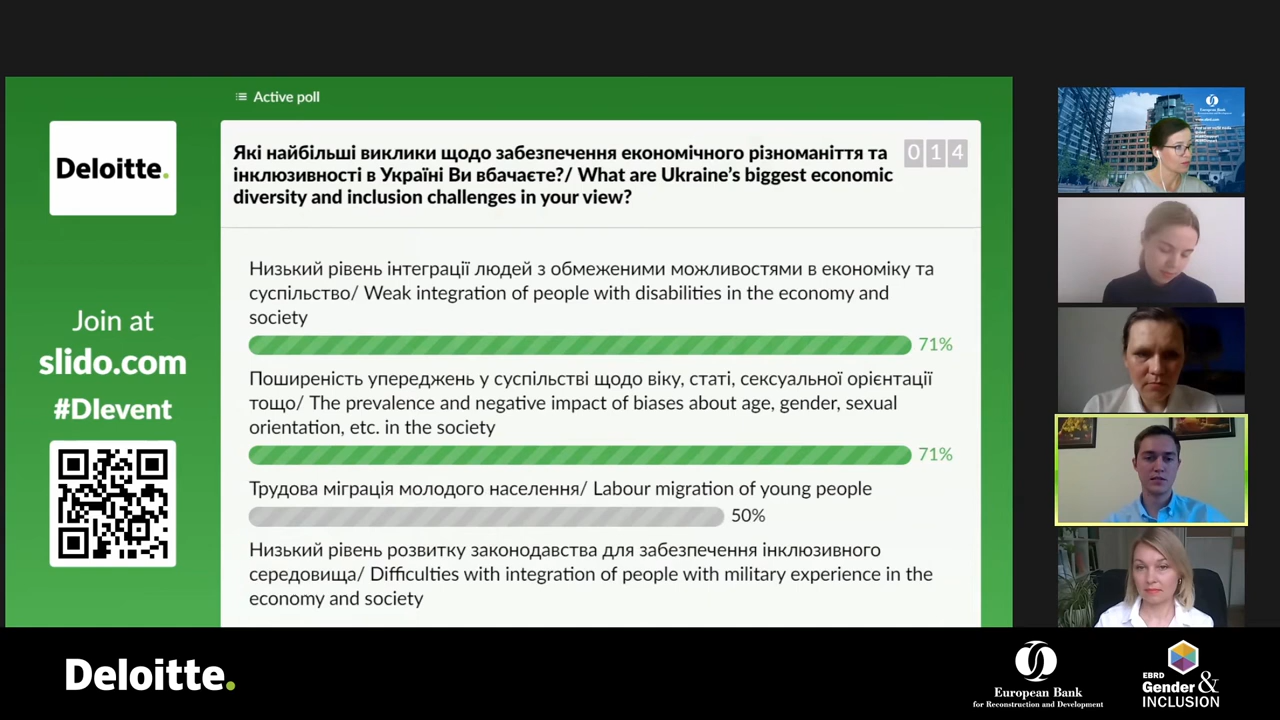 Active poll
Deloitte.
Які найбільші виклики щодо забезпечення економічного різноманіття та
інклюзивності в Україні Ви вбачаєте?/ What are Ukraine's biggest economic
diversity and inclusion challenges in your view?
014
Низький рівень інтеграції людей з обмеженими можливостями в економіку та
суспільство/ Weak integration of people with disabilities in the economy and
society
71%
Поширеність упереджень у суспільстві щодо віку, статі, сексуальної орієнтації
тощо/ The prevalence and negative impact of biases about age, gender, sexual
orientation, etc. in the society
71%
Трудова міграція молодого населення/ Labour migration of young people
50%
Низький рівень розвитку законодавства для забезпечення інклюзивного
середовища/ Difficulties with integration of people with military experience in the
economy and society
Join at
slido.com
#DIevent
European Bank
Deloitte.
European Bank
for Reconstruction and Development
EBRD
Gender &
INCLUSION